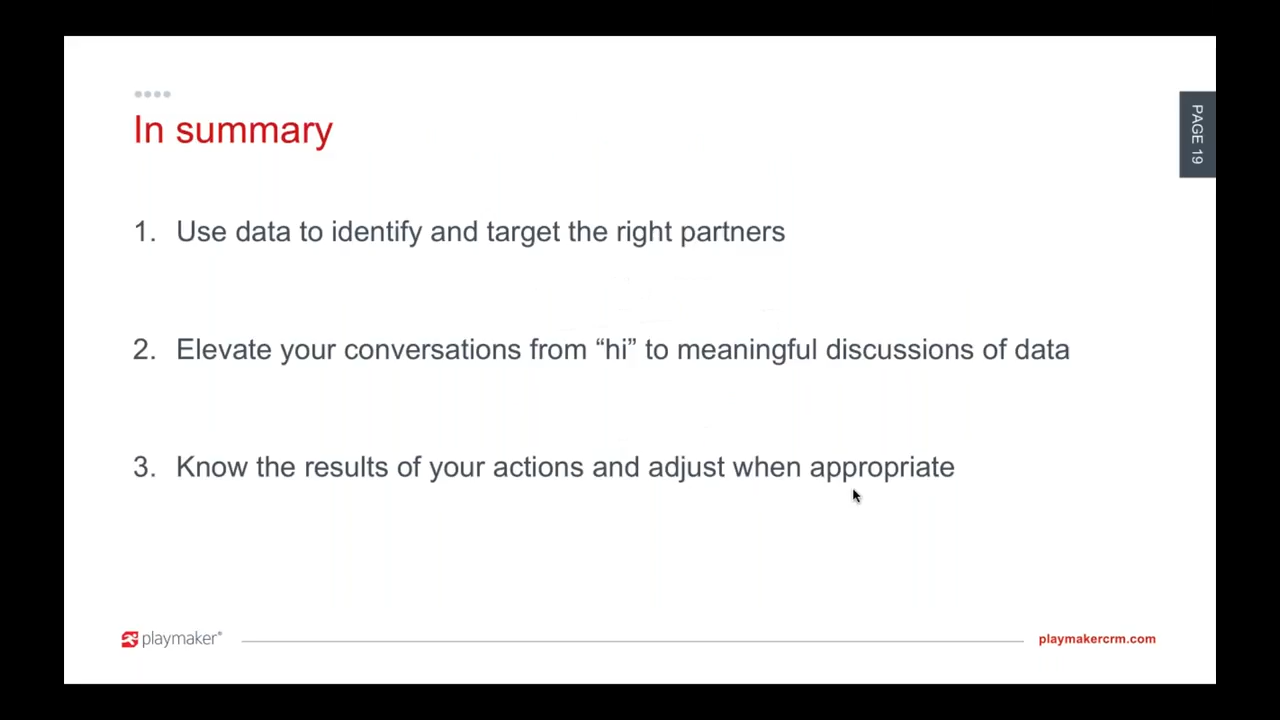 In summary
PAGE 19
1. Use data to identify and target the right partners
2. Elevate your conversations from “hi” to meaningful discussions of data
3. Know the results of your actions and adjust when appropriate
playmaker®
playmakercrm.com